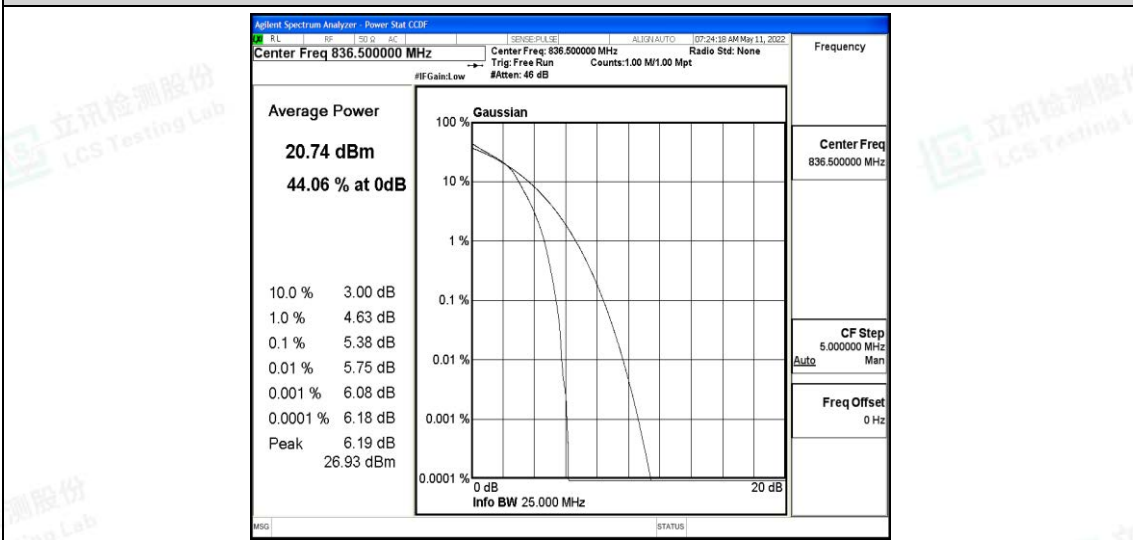 Agilent Spectrum Analyzer - Power Stat CCDF
RL RF 50 Ω AC SENSE:PULSE ALIGN AUTO 07:24:18 AM May 11, 2022
Center Freq 836.500000 MHz
Center Freq: 836.500000 MHz Radio Std: None
Trig: Free Run Counts:1.00 M/1.00 Mpt
#IFGain:Low #Atten: 46 dB
Frequency
Average Power
20.74 dBm
44.06 % at 0dB
10.0 % 3.00 dB
1.0 % 4.63 dB
0.1 % 5.38 dB
0.01 % 5.75 dB
0.001 % 6.08 dB
0.0001 % 6.18 dB
Peak 6.19 dB
26.93 dBm
Gaussian
100 %
10 %
1 %
0.1 %
0.01 %
0.001 %
0.0001 %
0 dB 20 dB
Info BW 25.000 MHz
Center Freq
836.500000 MHz
CF Step
5.000000 MHz
Auto Man
Freq Offset
0 Hz
MSG STATUS
立讯检测股份
LCS Testing Lab
立讯检测股份
LCS Testing L
测股份
ing Lab